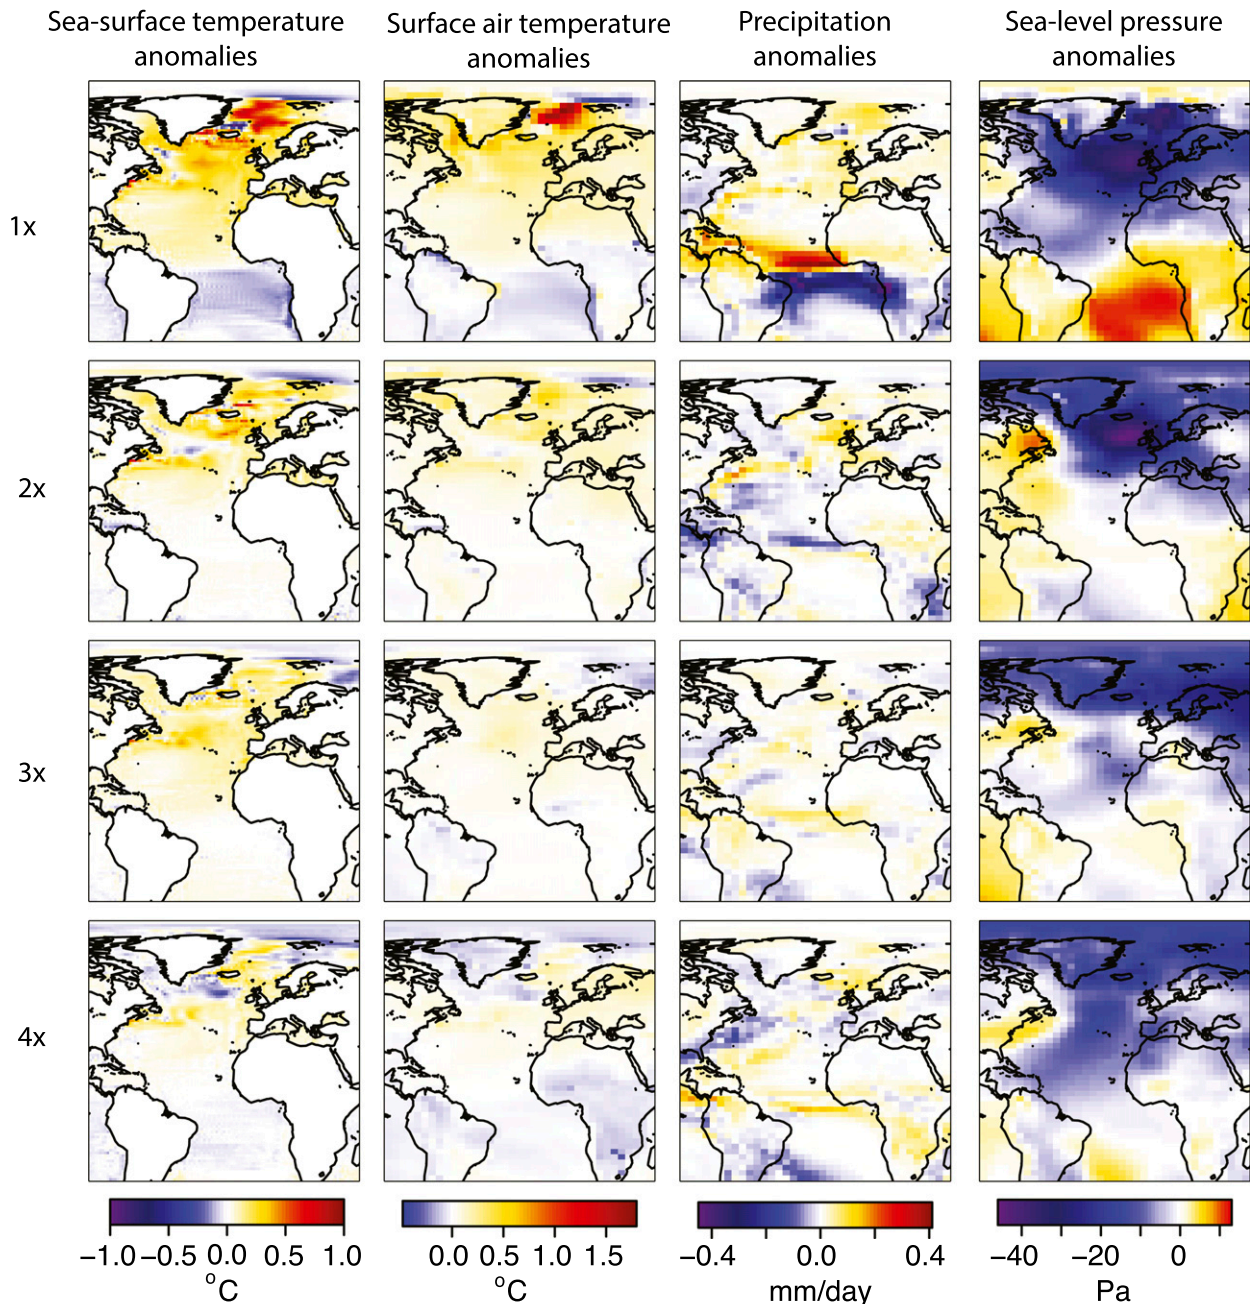 Sea-surface temperature
anomalies
Surface air temperature
anomalies
Precipitation
anomalies
Sea-level pressure
anomalies
1x
2x
3x
4x
−1.0 −0.5 0.0 0.5 1.0
°C
0.0 0.5 1.0 1.5
°C
−0.4 0.0 0.4
mm/day
−40 −20 0
Pa